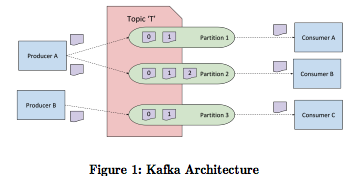 Topic 'T'
0 1 Partition 1
Producer A
Consumer A
0 1 2 Partition 2
Consumer B
Producer B
0 1 Partition 3
Consumer C
Figure 1: Kafka Architecture